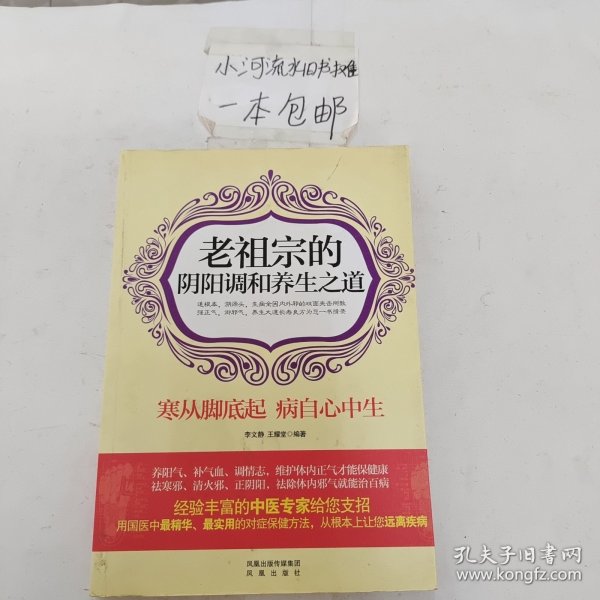 小河流水旧书摊
一本包邮
老祖宗的
阴阳调和养生之道
寒从脚底起 病自心中生
李文静 王耀堂◎编著
养阳气、补气血、调情志，维护体内正气才能保健康
祛寒邪、清火邪、正阴阳，祛除体内邪气就能治百病
经验丰富的中医专家给您支招
用国医中最精华、最实用的对症保健方法，从根本上让您远离疾病
凤凰出版传媒集团
凤凰出版社
孔夫子旧书网
www.kongfz.com